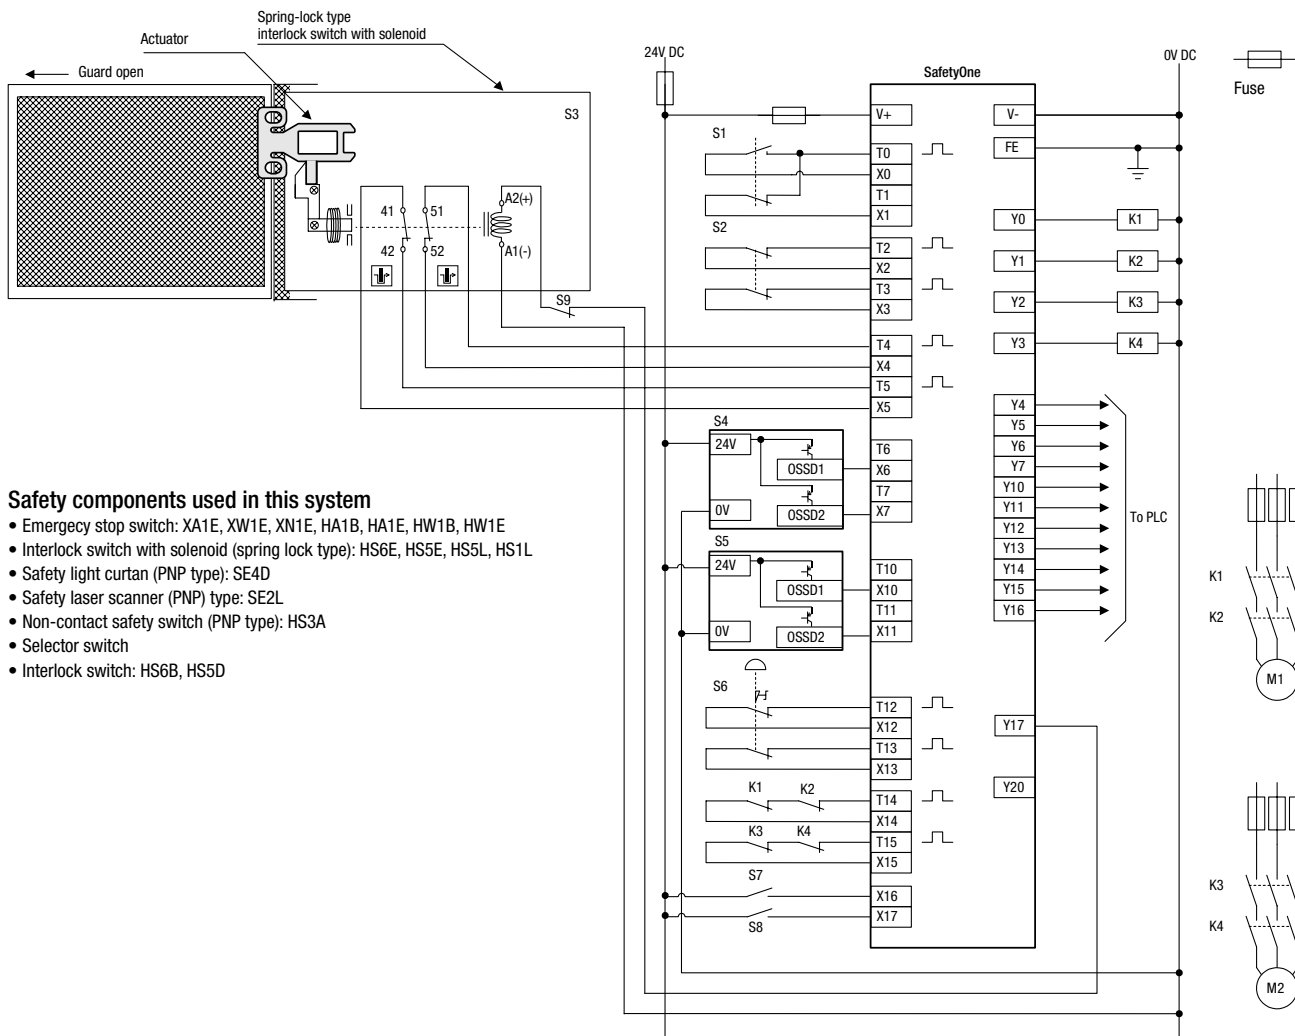 Spring-lock type
interlock switch with solenoid
Actuator
Guard open
S3
41
51
A2(+)
42
52
A1(-)
S9
24V DC
0V DC
Fuse
SafetyOne
V+
V-
S1
T0
FE
X0
T1
X1
Y0
K1
S2
T2
Y1
K2
X2
T3
Y2
K3
X3
T4
Y3
K4
X4
T5
X5
Y4
Y5
Y6
Y7
Y10
Y11
Y12
Y13
Y14
Y15
Y16
To PLC
S4
24V
OSSD1
0V
OSSD2
T6
X6
T7
X7
S5
24V
OSSD1
0V
OSSD2
T10
X10
T11
X11
S6
T12
X12
T13
X13
Y17
Y20
K1
K2
T14
X14
K3
K4
T15
X15
S7
X16
X17
S8
K1
K2
M1
K3
K4
M2
Safety components used in this system
• Emergecy stop switch: XA1E, XW1E, XN1E, HA1B, HA1E, HW1B, HW1E
• Interlock switch with solenoid (spring lock type): HS6E, HS5E, HS5L, HS1L
• Safety light curtan (PNP type): SE4D
• Safety laser scanner (PNP) type: SE2L
• Non-contact safety switch (PNP type): HS3A
• Selector switch
• Interlock switch: HS6B, HS5D